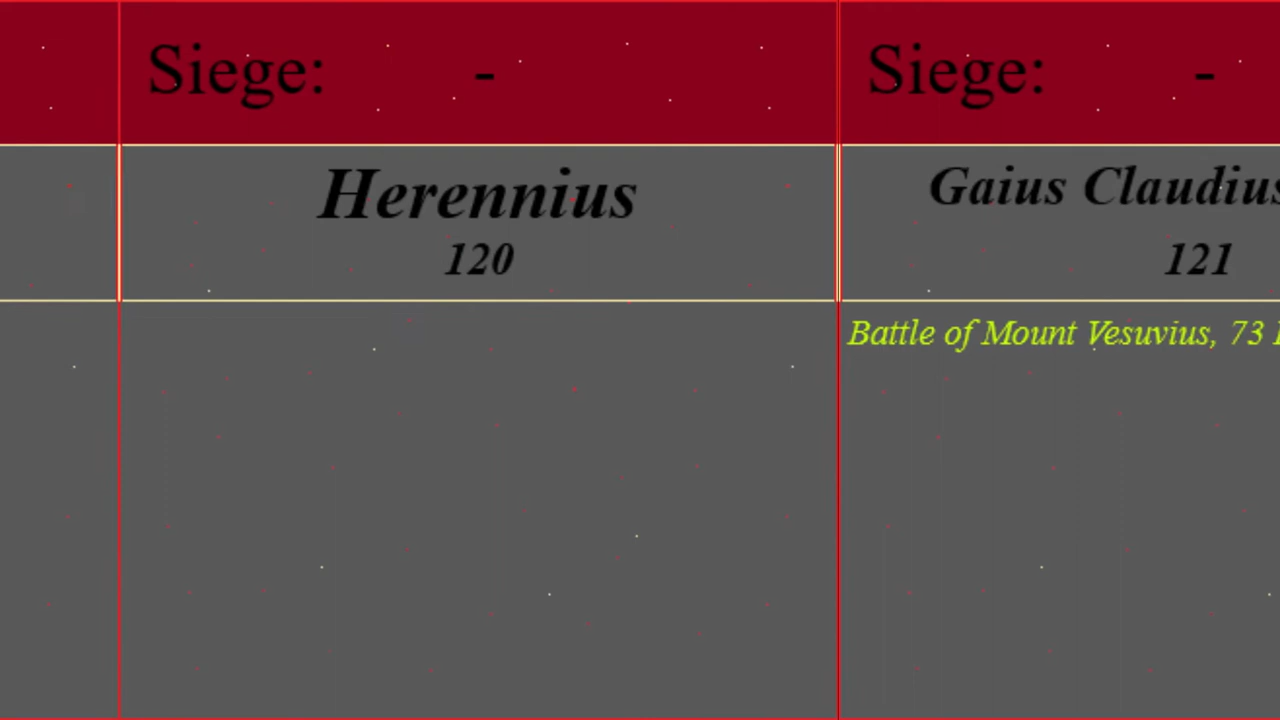 Siege: -
Siege: -
Herennius
120
Gaius Claudius
121
Battle of Mount Vesuvius, 73